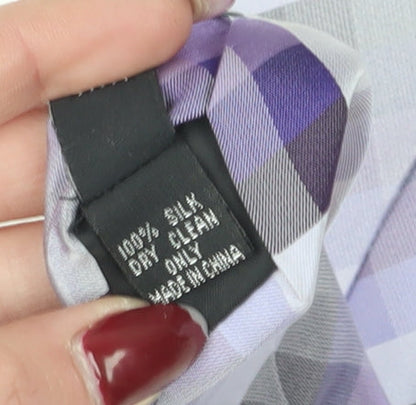 100% SILK
DRY CLEAN
ONLY
MADE IN CHINA